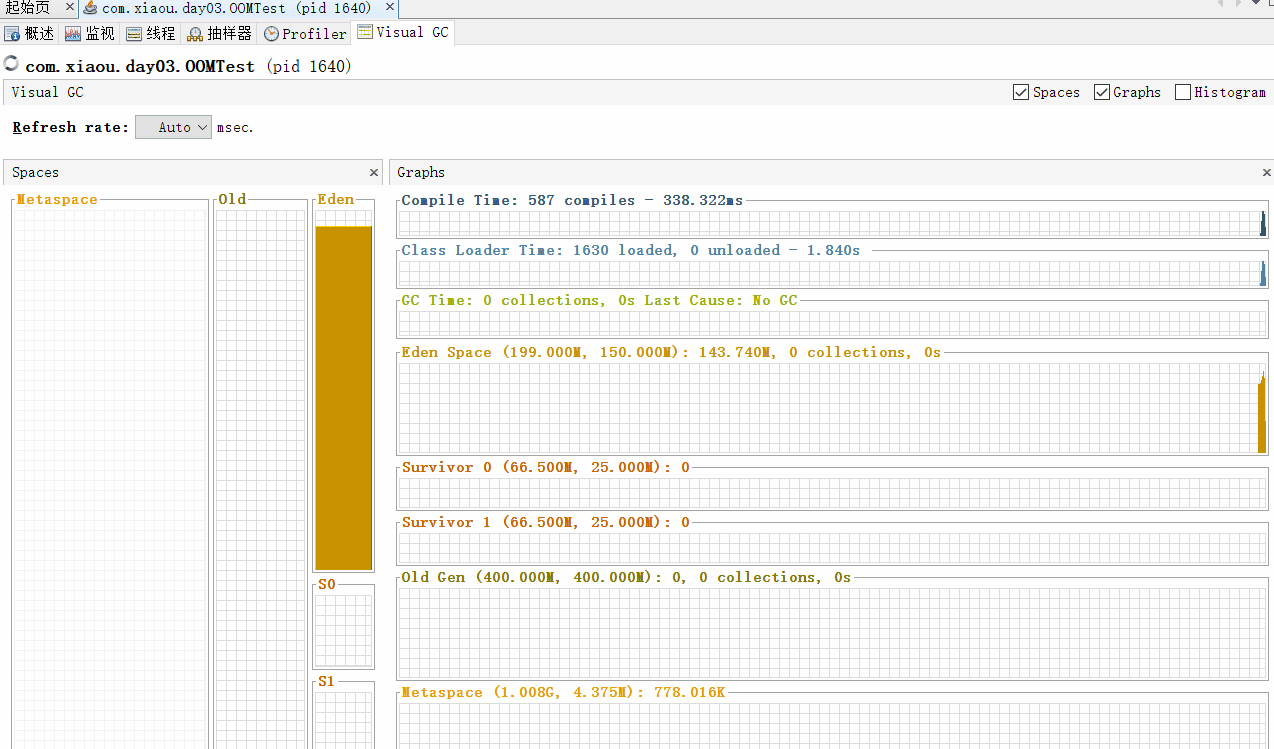 起始页 × com.xiaou.day03.OOMTest (pid 1640) ×
概述 监视 线程 抽样器 Profiler Visual GC
com.xiaou.day03.OOMTest (pid 1640)
Visual GC Spaces Graphs Histogram
Refresh rate: Auto msec.
Spaces ×
Metaspace Old Eden
S0
S1
Graphs ×
Compile Time: 587 compiles - 338.322ms
Class Loader Time: 1630 loaded, 0 unloaded - 1.840s
GC Time: 0 collections, 0s Last Cause: No GC
Eden Space (199.000M, 150.000M): 143.740M, 0 collections, 0s
Survivor 0 (66.500M, 25.000M): 0
Survivor 1 (66.500M, 25.000M): 0
Old Gen (400.000M, 400.000M): 0, 0 collections, 0s
Metaspace (1.008G, 4.375M): 778.016K